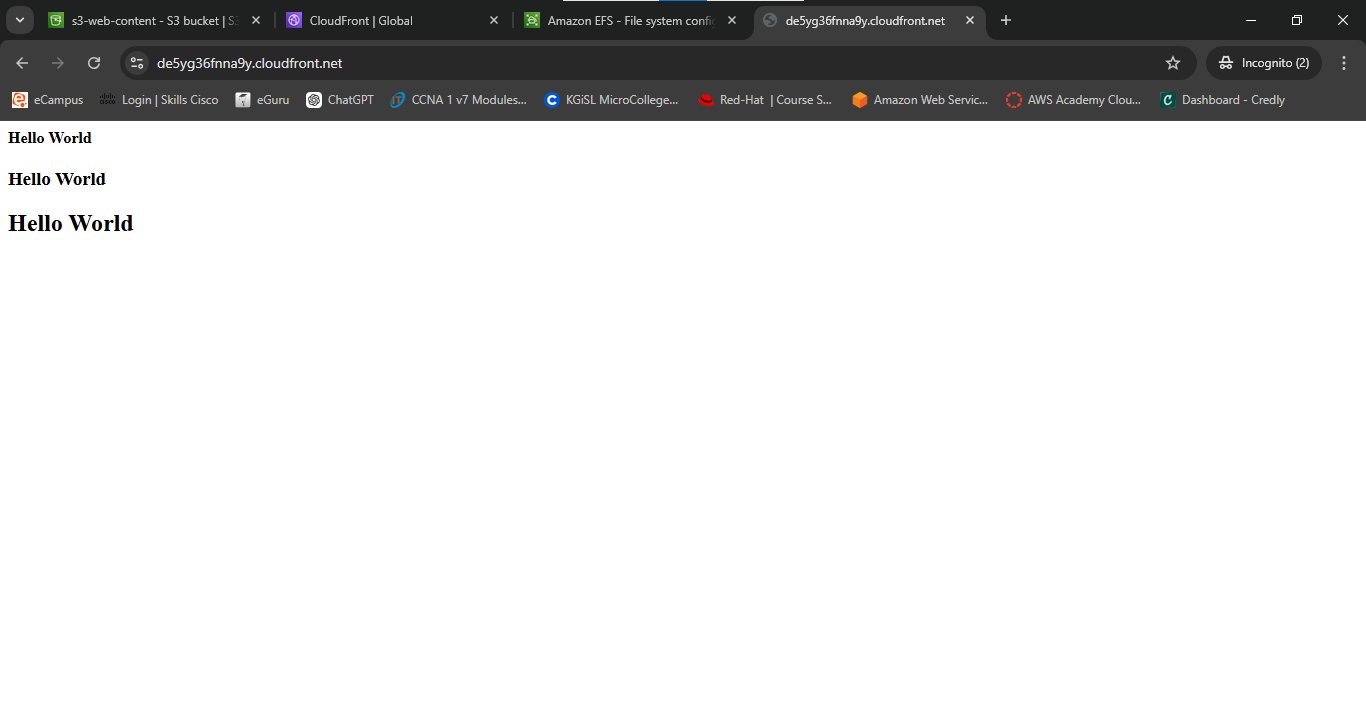 s3-web-content - S3 bucket | S3
CloudFront | Global
Amazon EFS - File system confi
de5yg36fnna9y.cloudfront.net
de5yg36fnna9y.cloudfront.net
Incognito (2)
eCampus
Login | Skills Cisco
eGuru
ChatGPT
CCNA 1 v7 Modules...
KGiSL MicroCollege...
Red-Hat | Course S...
Amazon Web Servic...
AWS Academy Clou...
Dashboard - Credly
Hello World
Hello World
Hello World